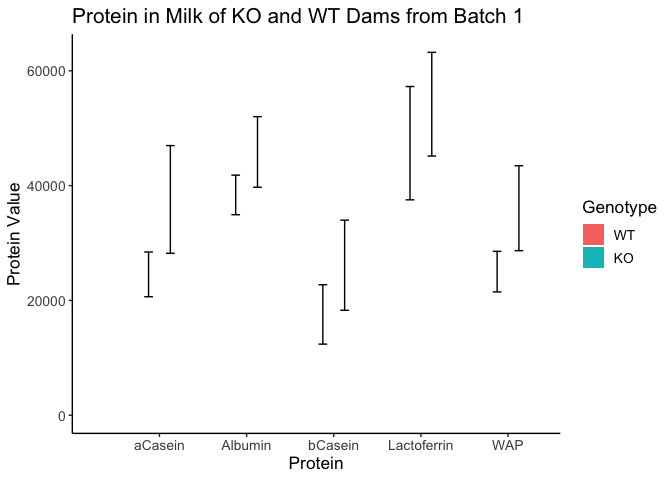 Protein in Milk of KO and WT Dams from Batch 1
Protein Value
60000
40000
20000
0
aCasein Albumin bCasein Lactoferrin WAP
Protein
Genotype
WT
KO